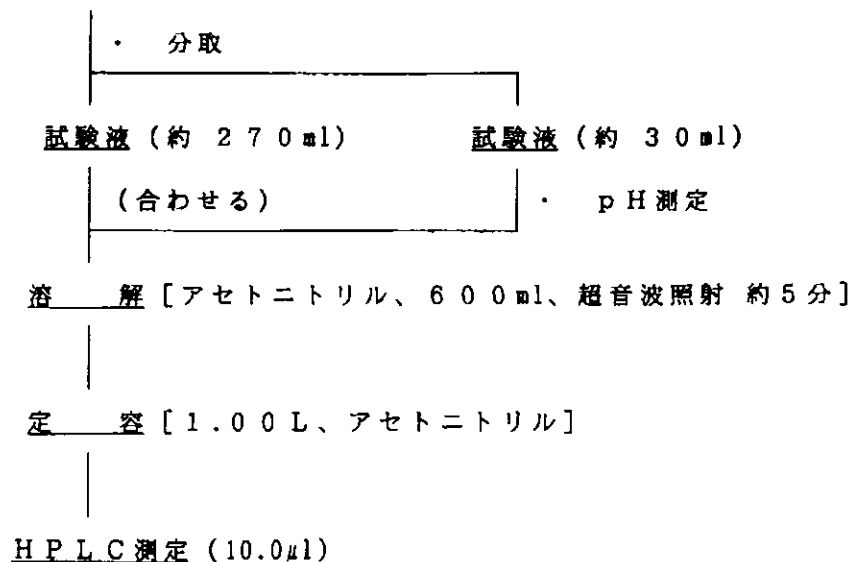 ・ 分取
試験液 (約 270ml) 試験液 (約 30ml)
(合わせる) ・ pH測定
溶 解 [アセトニトリル、600ml、超音波照射 約5分]
定 容 [1.00L、アセトニトリル]
HPLC測定 (10.0μl)